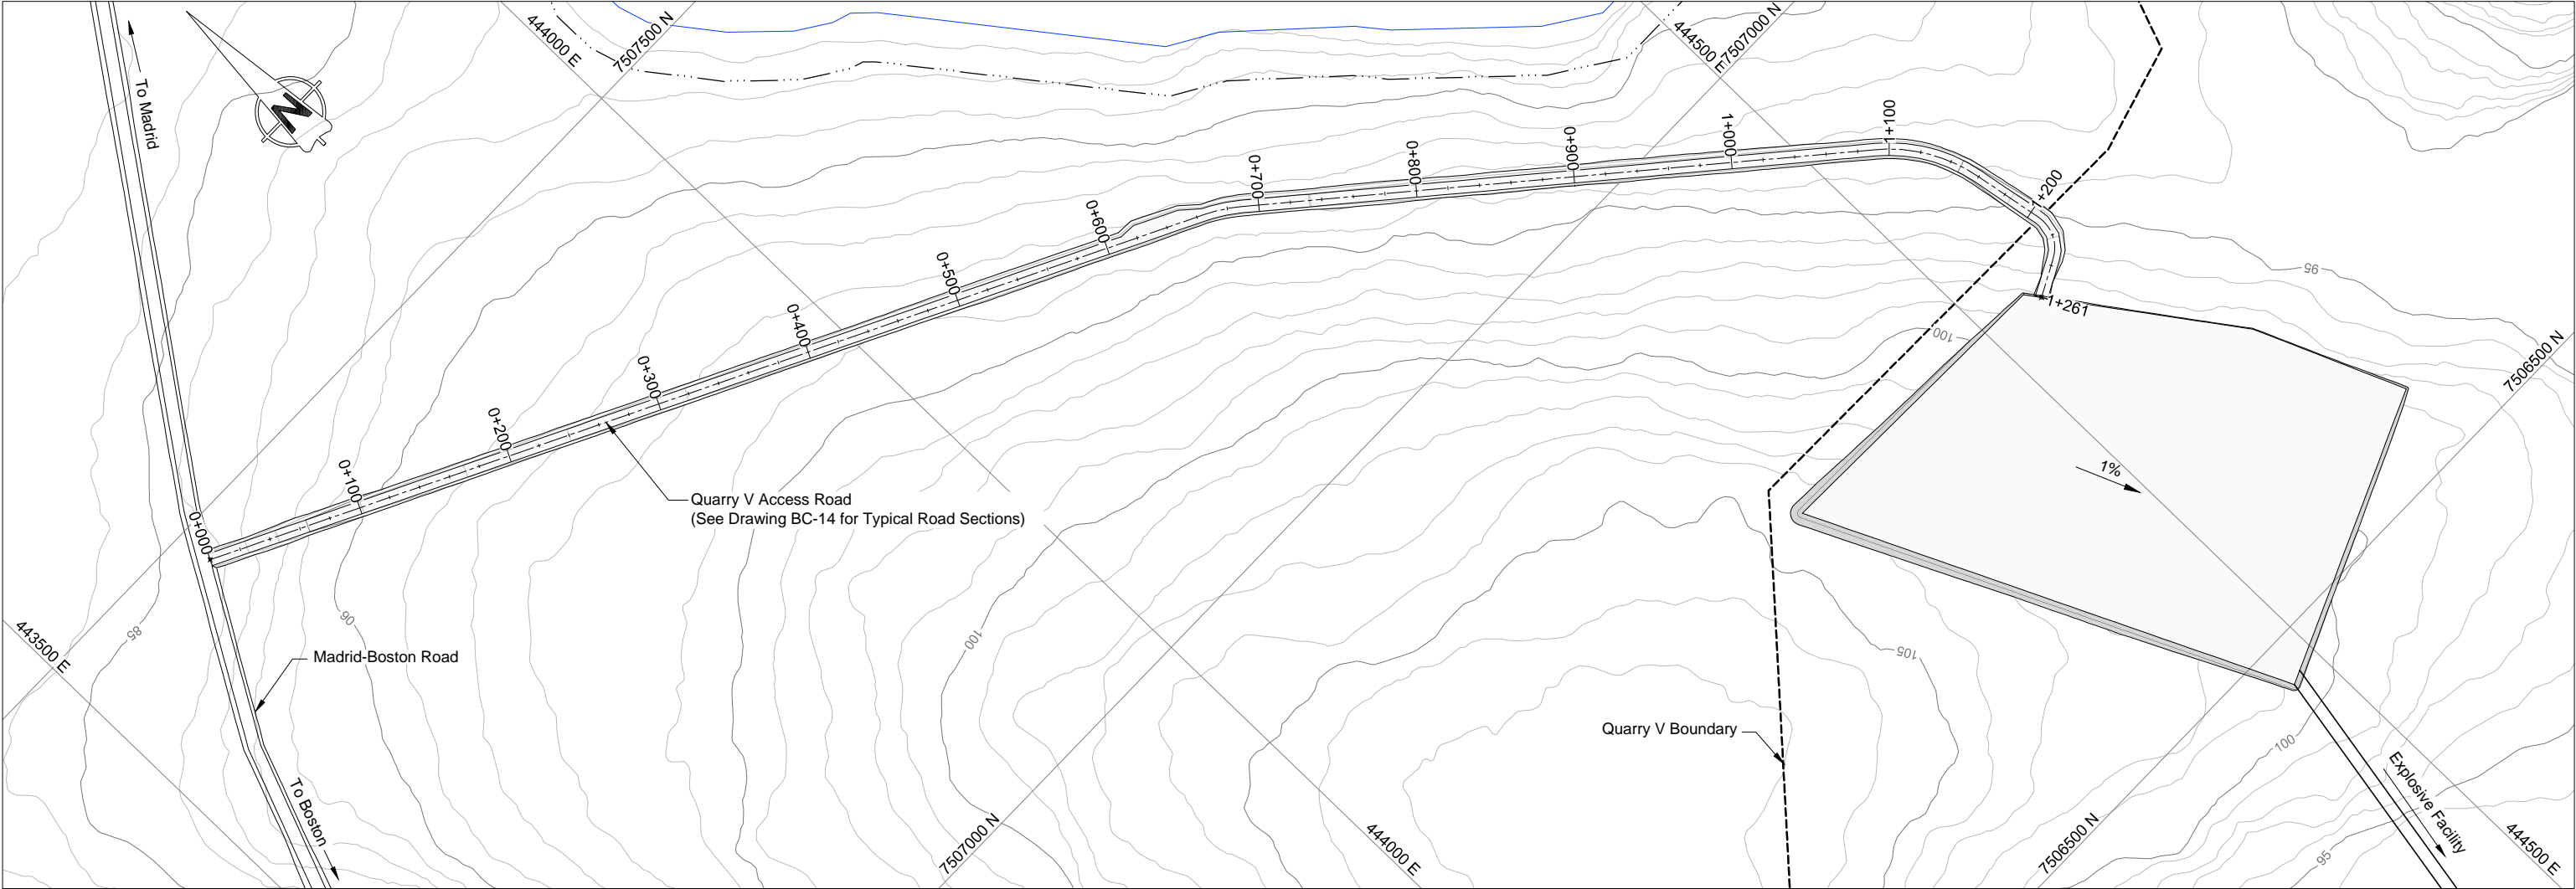 To Madrid
N
444000 E
7507500 N
444500 E
7507000 N
0+000
0+100
0+200
0+300
0+400
0+500
0+600
0+700
0+800
0+900
1+000
1+100
1+200
1+261
95
100
7506500 N
1%
Quarry V Access Road
(See Drawing BC-14 for Typical Road Sections)
443500 E
85
90
100
105
Madrid-Boston Road
Quarry V Boundary
To Boston
7507000 N
444000 E
7506500 N
100
95
Explosive Facility
444500 E